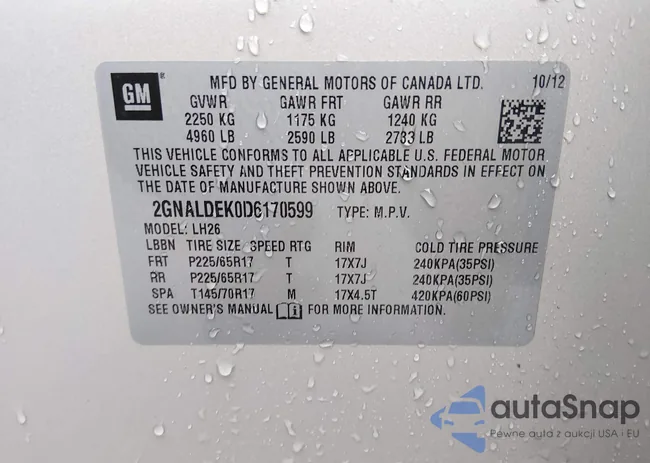 GM ® MFD BY GENERAL MOTORS OF CANADA LTD. 10/12
GVWR GAWR FRT GAWR RR
2250 KG 1175 KG 1240 KG
4960 LB 2590 LB 2733 LB
THIS VEHICLE CONFORMS TO ALL APPLICABLE U.S. FEDERAL MOTOR
VEHICLE SAFETY AND THEFT PREVENTION STANDARDS IN EFFECT ON
THE DATE OF MANUFACTURE SHOWN ABOVE.
2GNALDEK0D6170599 TYPE: M.P.V.
MODEL: LH26
LBBN TIRE SIZE SPEED RTG RIM COLD TIRE PRESSURE
FRT P225/65R17 T 17X7J 240KPA(35PSI)
RR P225/65R17 T 17X7J 240KPA(35PSI)
SPA T145/70R17 M 17X4.5T 420KPA(60PSI)
SEE OWNER'S MANUAL FOR MORE INFORMATION.
autaSnap
Pewne auta z aukcji USA i EU